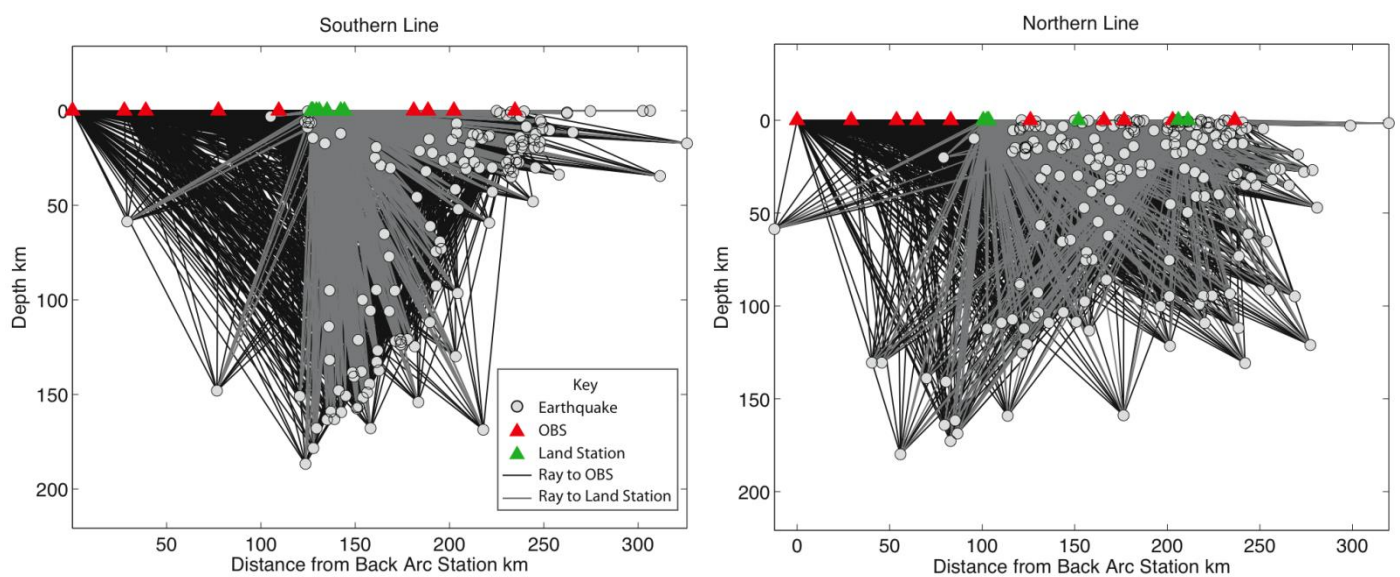 Southern Line
0
50
100
150
200
Depth km
50
100
150
200
250
300
Distance from Back Arc Station km
Key
Earthquake
OBS
Land Station
Ray to OBS
Ray to Land Station
Northern Line
0
50
100
150
200
Depth km
0
50
100
150
200
250
300
Distance from Back Arc Station km